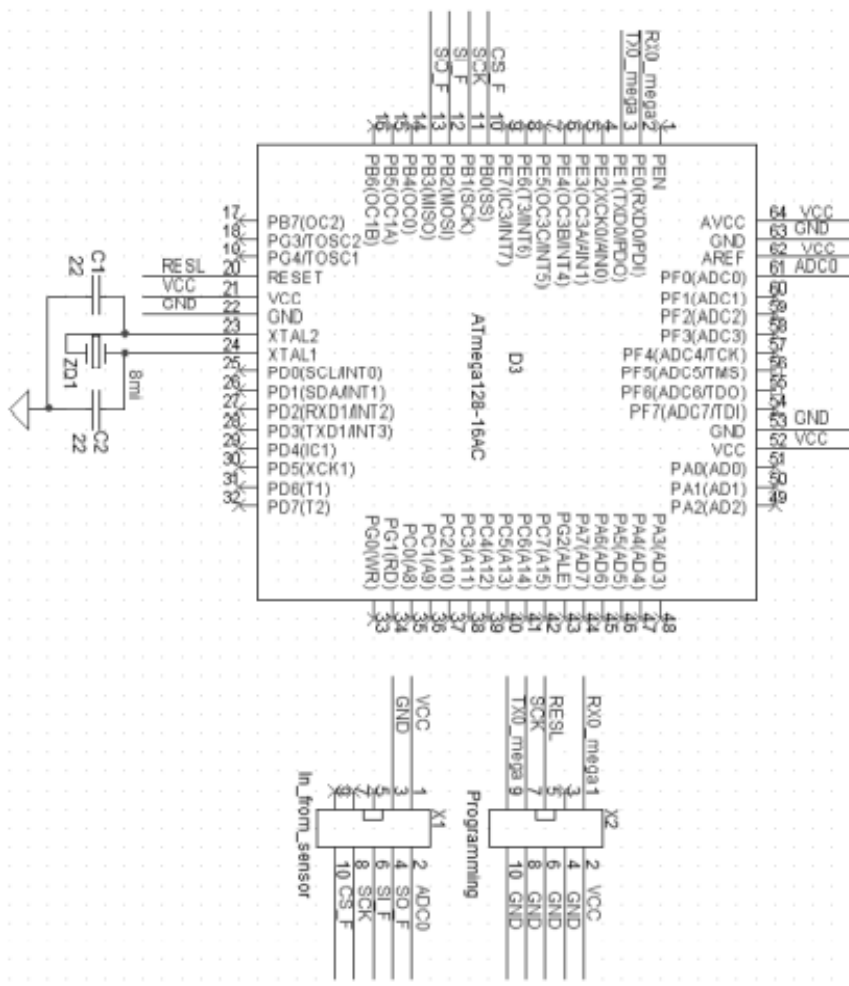 SO_F
SI_F
SCK
CS_F
TX0_mega
RX0_mega
16
15
14
13
12
11
10
9
8
7
6
5
4
3
2
1
PB6(OC1B)
PB5(OC1A)
PB4(OC0)
PB3(MISO)
PB2(MOSI)
PB1(SCK)
PB0(SS)
PE7(IC3/INT7)
PE6(T3/INT6)
PE5(OC3C/INT5)
PE4(OC3B/INT4)
PE3(OC3A/AIN1)
PE2(XCK0/AIN0)
PE1(TXD0/PDO)
PE0(RXD0/PDI)
PEN
17 PB7(OC2)
18 PG3/TOSC2
19 PG4/TOSC1
RESL 20 RESET
VCC 21 VCC
GND 22 GND
23 XTAL2
24 XTAL1
25 PD0(SCL/INT0)
26 PD1(SDA/INT1)
27 PD2(RXD1/INT2)
28 PD3(TXD1/INT3)
29 PD4(IC1)
30 PD5(XCK1)
31 PD6(T1)
32 PD7(T2)
C1
22
ZD1
8mi
C2
22
ATmega128-16AC
D3
AVCC 64 VCC
GND 63 GND
AREF 62 VCC
PF0(ADC0) 61 ADC0
PF1(ADC1) 60
PF2(ADC2)
PF3(ADC3)
PF4(ADC4/TCK)
PF5(ADC5/TMS)
PF6(ADC6/TDO)
PF7(ADC7/TDI)
GND 53 GND
VCC 52 VCC
PA0(AD0) 51
PA1(AD1) 50
PA2(AD2) 49
PG0(WR)
PG1(RD)
PC0(A8)
PC1(A9)
PC2(A10)
PC3(A11)
PC4(A12)
PC5(A13)
PC6(A14)
PC7(A15)
PG2(ALE)
PA7(AD7)
PA6(AD6)
PA5(AD5)
PA4(AD4)
PA3(AD3)
33
34
35
36
37
38
39
40
41
42
43
44
45
46
47
48
In_from_sensor
X1
VCC 1
GND 3
5
7
9
2 ADC0
4 SO_F
6 SI_F
8 SCK
10 CS_F
Programming
X2
RX0_mega 1
3
RESL 5
SCK 7
TX0_mega 9
2 VCC
4 GND
6 GND
8 GND
10 GND